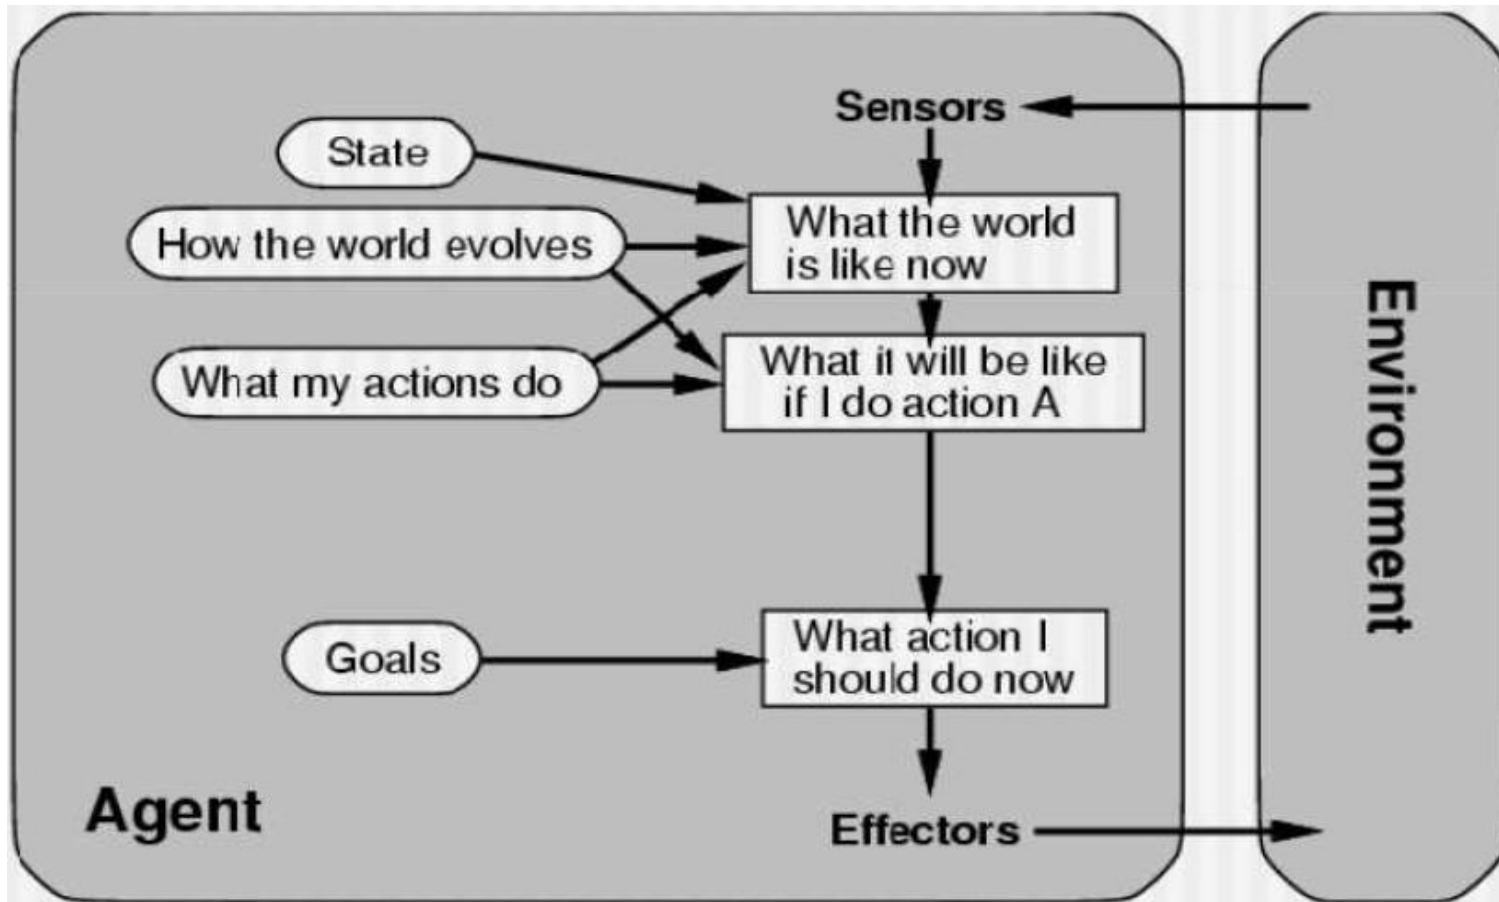 Sensors
State
What the world
is like now
How the world evolves
What it will be like
if I do action A
What my actions do
Environment
What action I
should do now
Goals
Agent
Effectors